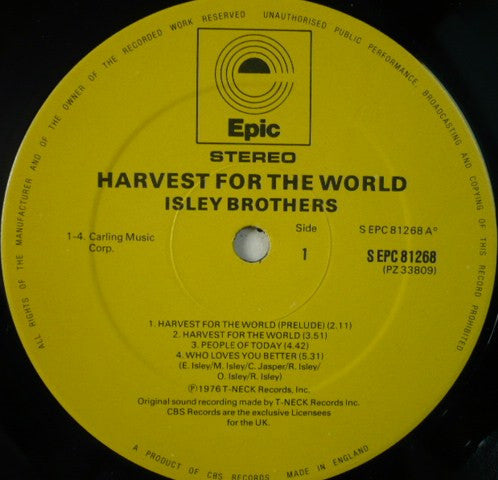 ALL RIGHTS OF THE MANUFACTURER AND OF THE OWNER OF THE RECORDED WORK RESERVED UNAUTHORISED PUBLIC PERFORMANCE, BROADCASTING AND COPYING OF THIS RECORD PROHIBITED
Epic
STEREO
HARVEST FOR THE WORLD
ISLEY BROTHERS
1-4. Carling Music
Corp.
Side
1
S EPC 81268 A°
S EPC 81268
(PZ 33809)
1. HARVEST FOR THE WORLD (PRELUDE) (2.11)
2. HARVEST FOR THE WORLD (3.51)
3. PEOPLE OF TODAY (4.42)
4. WHO LOVES YOU BETTER (5.31)
(E. Isley/M. Isley/C. Jasper/R. Isley/
O. Isley/R. Isley)
Ⓟ1976 T-NECK Records, Inc.
Original sound recording made by T-NECK Records Inc.
CBS Records are the exclusive Licensees
for the UK.
A PRODUCT OF CBS RECORDS MADE IN ENGLAND